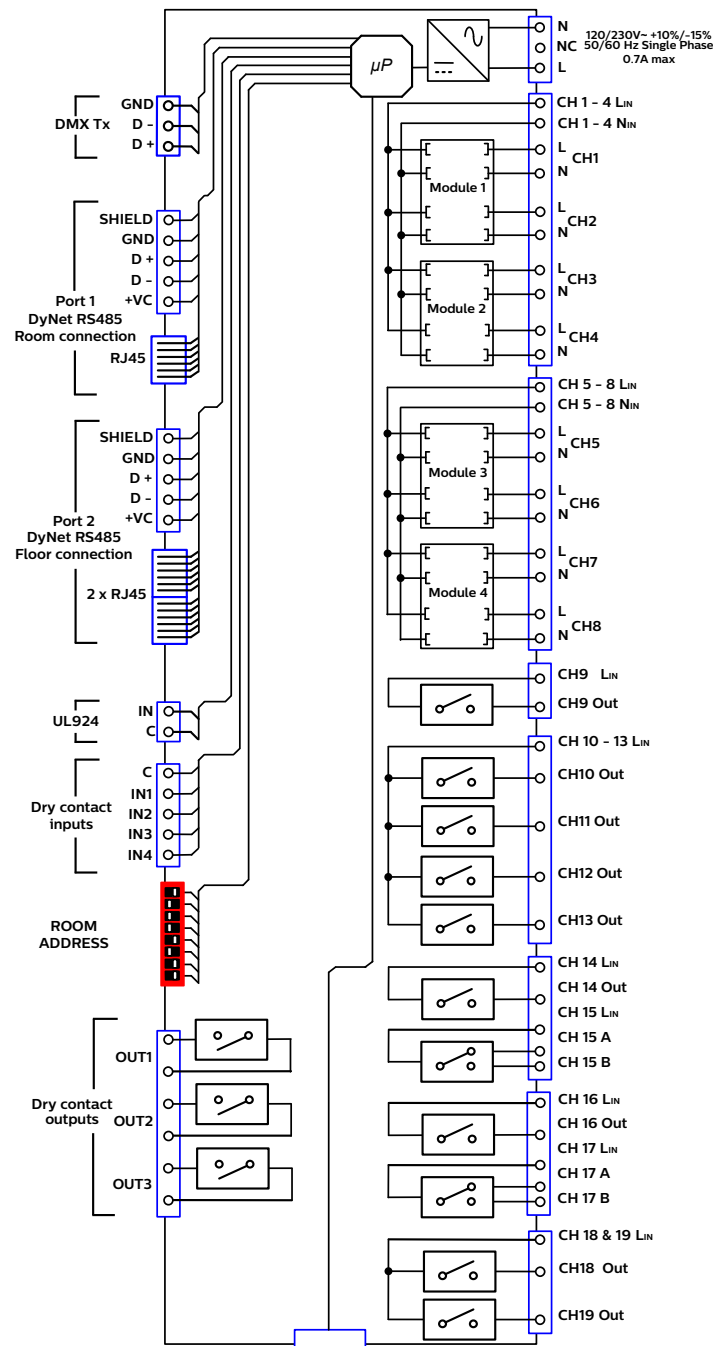 N
NC
L
120/230V~ +10%/-15%
50/60 Hz Single Phase
0.7A max
µP
DMX Tx
GND
D -
D +
Port 1
DyNet RS485
Room connection
SHIELD
GND
D +
D -
+VC
RJ45
Port 2
DyNet RS485
Floor connection
SHIELD
GND
D +
D -
+VC
2 x RJ45
UL924
IN
C
Dry contact
inputs
C
IN1
IN2
IN3
IN4
ROOM
ADDRESS
Dry contact
outputs
OUT1
OUT2
OUT3
CH 1 - 4 LIN
CH 1 - 4 NIN
Module 1
L
CH1
N
L
CH2
N
Module 2
L
CH3
N
L
CH4
N
CH 5 - 8 LIN
CH 5 - 8 NIN
Module 3
L
CH5
N
L
CH6
N
Module 4
L
CH7
N
L
CH8
N
CH9 LIN
CH9 Out
CH 10 - 13 LIN
CH10 Out
CH11 Out
CH12 Out
CH13 Out
CH 14 LIN
CH 14 Out
CH 15 LIN
CH 15 A
CH 15 B
CH 16 LIN
CH 16 Out
CH 17 LIN
CH 17 A
CH 17 B
CH 18 & 19 LIN
CH18 Out
CH19 Out